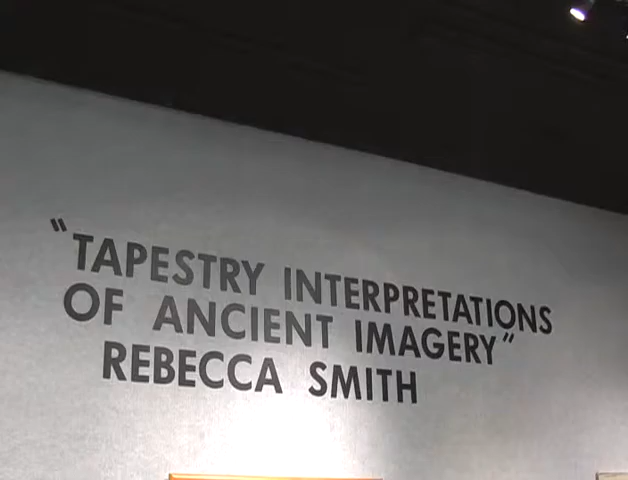 "TAPESTRY INTERPRETATIONS
OF ANCIENT IMAGERY"
REBECCA SMITH